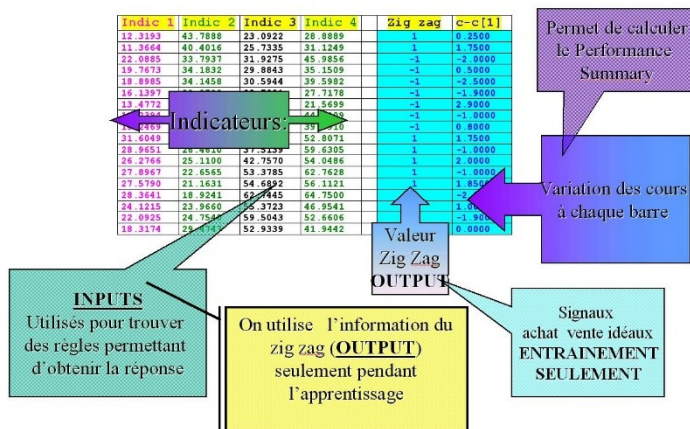 Indic 1 Indic 2 Indic 3 Indic 4 Zig zag c-c[1]
12.3193 43.7888 23.0922 28.8889 1 0.2500
11.3664 40.4016 25.7335 31.1249 1 1.7500
22.0885 33.7937 31.9275 45.9856 -1 -2.0000
19.7673 34.1832 29.8843 35.1509 -1 0.5000
18.8985 34.1458 30.5944 39.5982 -1 -2.5000
16.1397 27.7178 -1 -1.9000
13.4772 21.5699 1 2.9000
-1 -1.0000
-1 0.8000
31.6049 52.8071 1 1.7500
28.9651 37.5139 59.6305 -1 -1.0000
26.2766 25.1100 42.7570 54.0486 1 2.0000
27.8967 22.6565 53.3785 62.7628 1 -1.0000
27.5790 21.1631 54.6892 56.1121 1
28.3641 18.9241 64.7500
24.1215 23.9660 46.9541
22.0925 59.5043 52.6606
18.3174 52.9339 41.9442 0.0000
Indicateurs:
Permet de calculer
le Performance
Summary
Variation des cours
à chaque barre
Valeur
Zig Zag
OUTPUT
INPUTS
Utilisés pour trouver
des règles permettant
d'obtenir la réponse
On utilise l'information du
zig zag (OUTPUT)
seulement pendant
l'apprentissage
Signaux
achat vente idéaux
ENTRAINEMENT
SEULEMENT